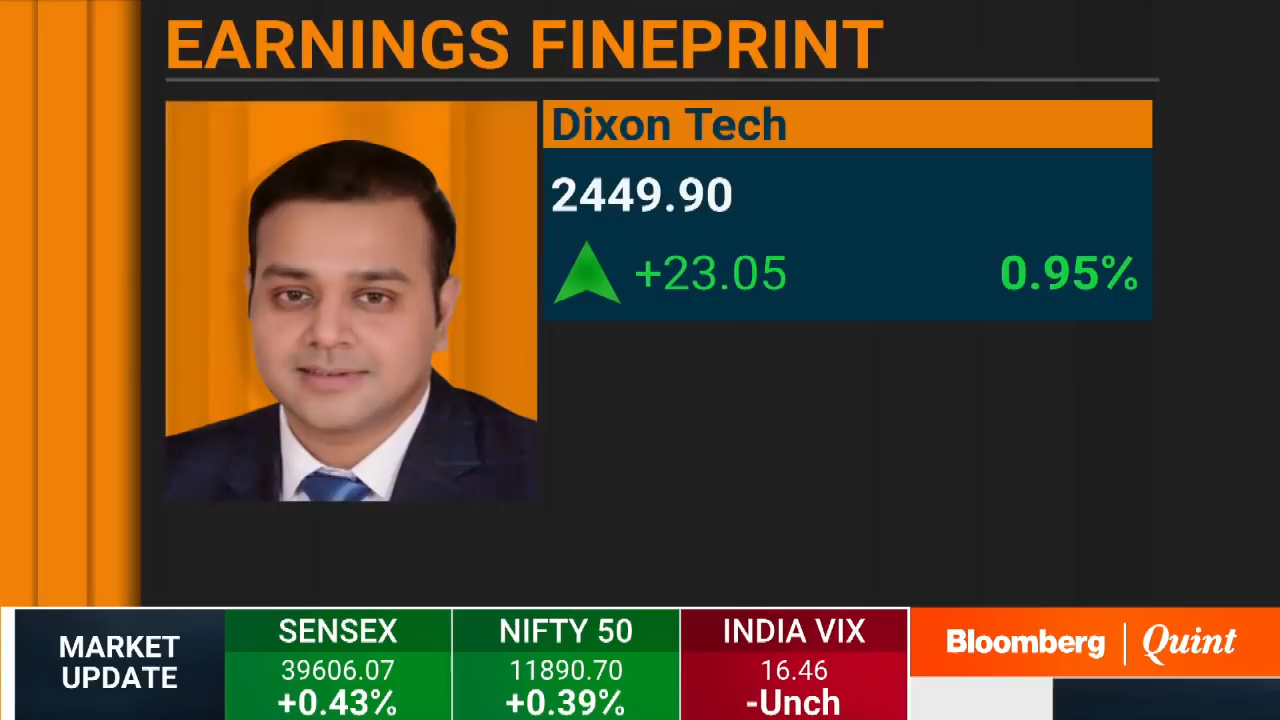 EARNINGS FINEPRINT
Dixon Tech
2449.90
+23.05 0.95%
MARKET UPDATE
SENSEX
39606.07
+0.43%
NIFTY 50
11890.70
+0.39%
INDIA VIX
16.46
-Unch
Bloomberg | Quint